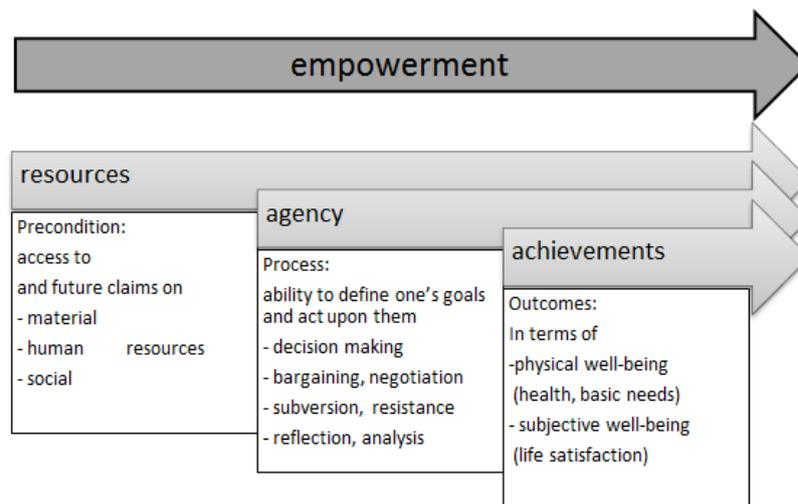 empowerment
resources
Precondition:
access to
and future claims on
- material
- human resources
- social
agency
Process:
ability to define one's goals
and act upon them
- decision making
- bargaining, negotiation
- subversion, resistance
- reflection, analysis
achievements
Outcomes:
In terms of
-physical well-being
(health, basic needs)
- subjective well-being
(life satisfaction)